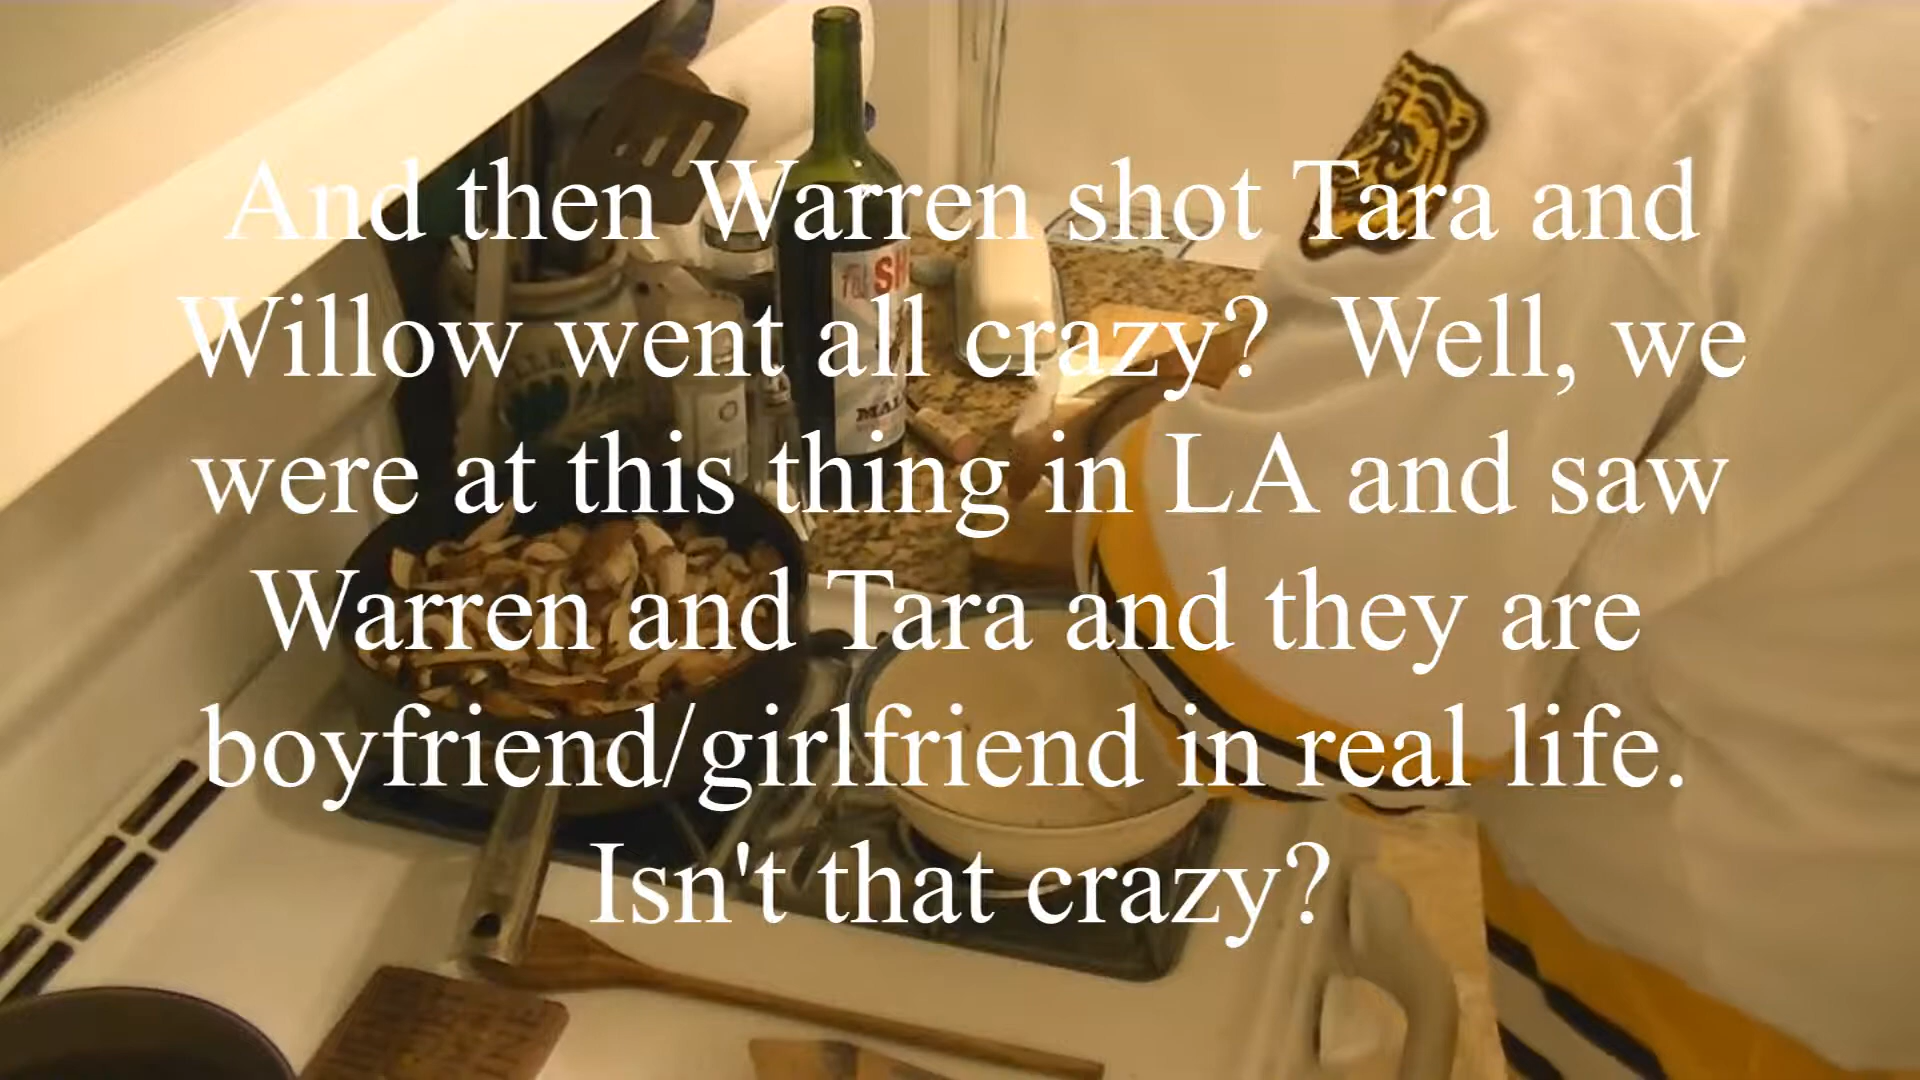 And then Warren shot Tara and
Willow went all crazy?  Well, we
were at this thing in LA and saw
Warren and Tara and they are
boyfriend/girlfriend in real life.
Isn't that crazy?